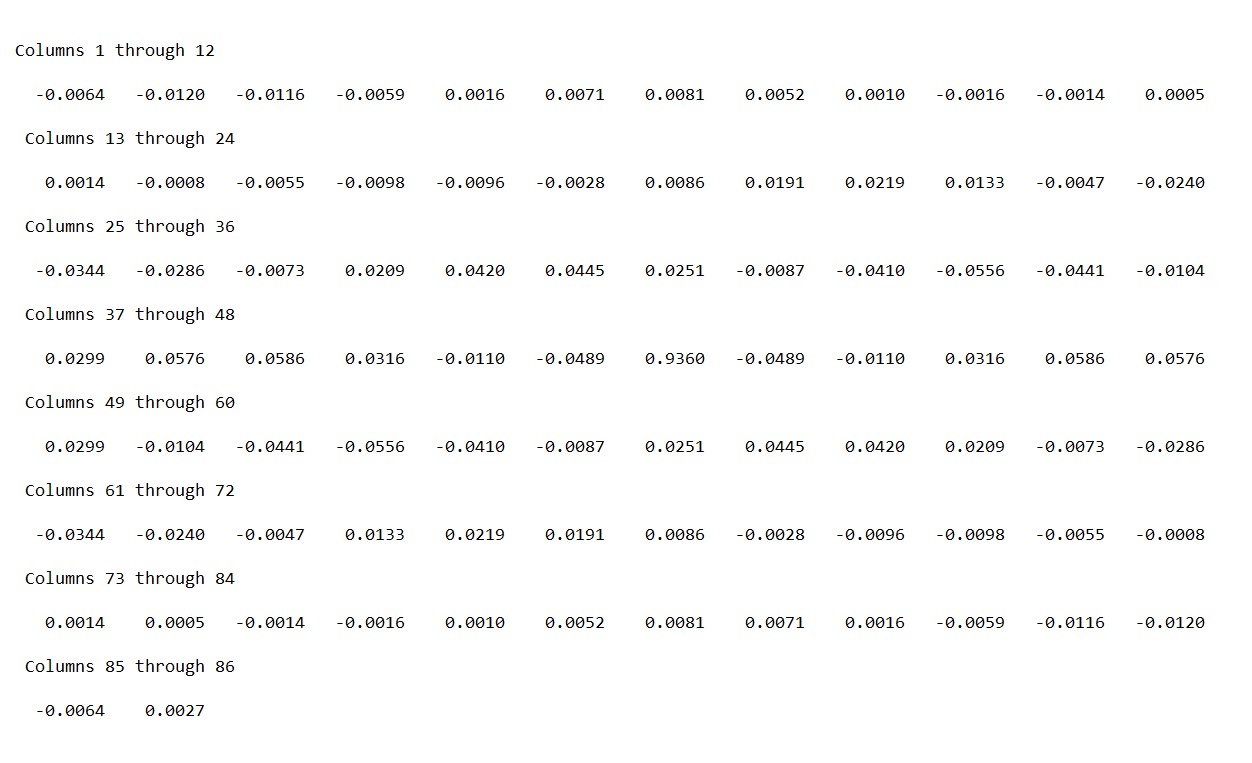 Columns 1 through 12
-0.0064 -0.0120 -0.0116 -0.0059 0.0016 0.0071 0.0081 0.0052 0.0010 -0.0016 -0.0014 0.0005
Columns 13 through 24
0.0014 -0.0008 -0.0055 -0.0098 -0.0096 -0.0028 0.0086 0.0191 0.0219 0.0133 -0.0047 -0.0240
Columns 25 through 36
-0.0344 -0.0286 -0.0073 0.0209 0.0420 0.0445 0.0251 -0.0087 -0.0410 -0.0556 -0.0441 -0.0104
Columns 37 through 48
0.0299 0.0576 0.0586 0.0316 -0.0110 -0.0489 0.9360 -0.0489 -0.0110 0.0316 0.0586 0.0576
Columns 49 through 60
0.0299 -0.0104 -0.0441 -0.0556 -0.0410 -0.0087 0.0251 0.0445 0.0420 0.0209 -0.0073 -0.0286
Columns 61 through 72
-0.0344 -0.0240 -0.0047 0.0133 0.0219 0.0191 0.0086 -0.0028 -0.0096 -0.0098 -0.0055 -0.0008
Columns 73 through 84
0.0014 0.0005 -0.0014 -0.0016 0.0010 0.0052 0.0081 0.0071 0.0016 -0.0059 -0.0116 -0.0120
Columns 85 through 86
-0.0064 0.0027